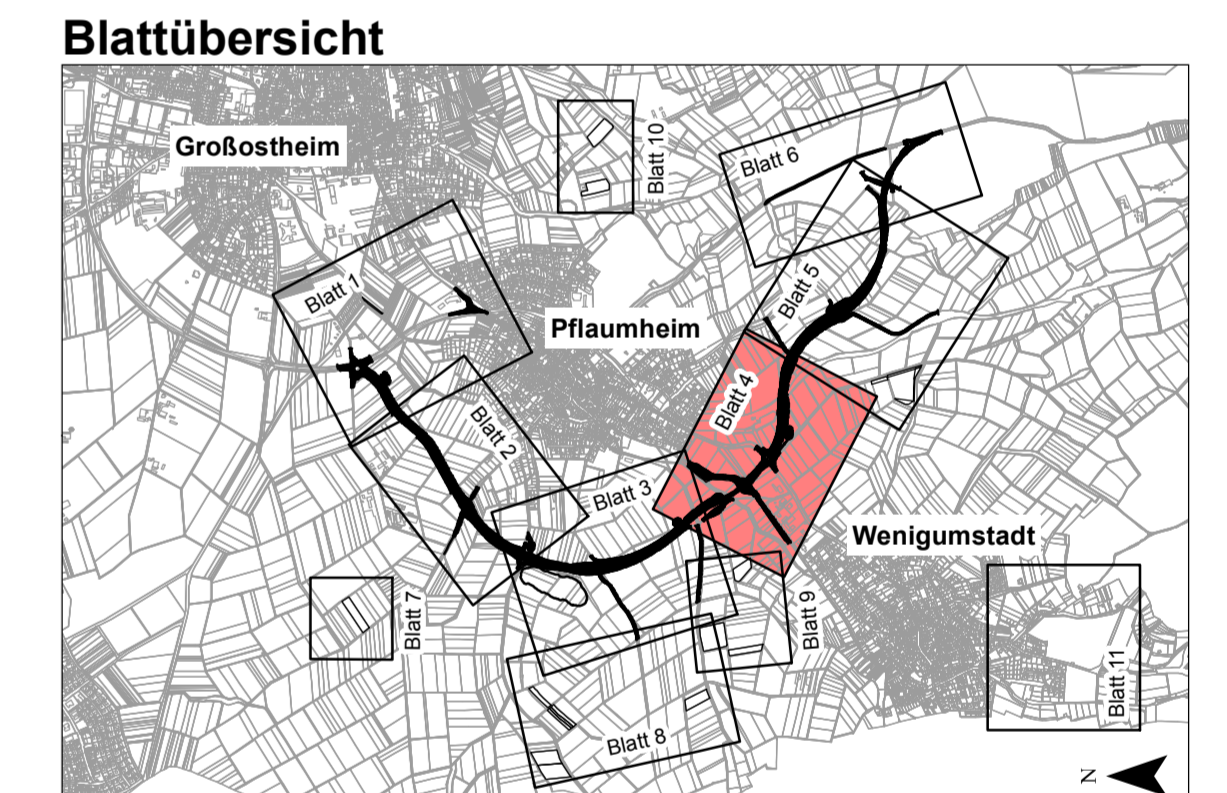 Blattübersicht
Großostheim
Blatt 10
Blatt 6
Blatt 1
Blatt 5
Pflaumheim
Blatt 4
Blatt 2
Blatt 3
Wenigumstadt
Blatt 7
Blatt 9
Blatt 11
Blatt 8
N